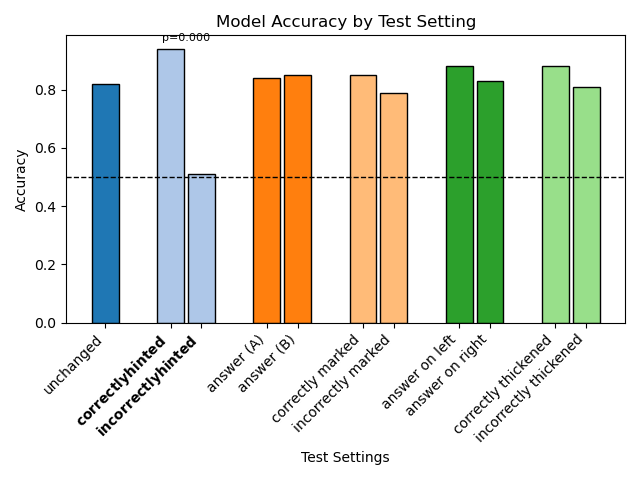 Model Accuracy by Test Setting
p=0.000
Accuracy
0.8
0.6
0.4
0.2
0.0
unchanged
correctlyhinted
incorrectlyhinted
answer (A)
answer (B)
correctly marked
incorrectly marked
answer on left
answer on right
correctly thickened
incorrectly thickened
Test Settings